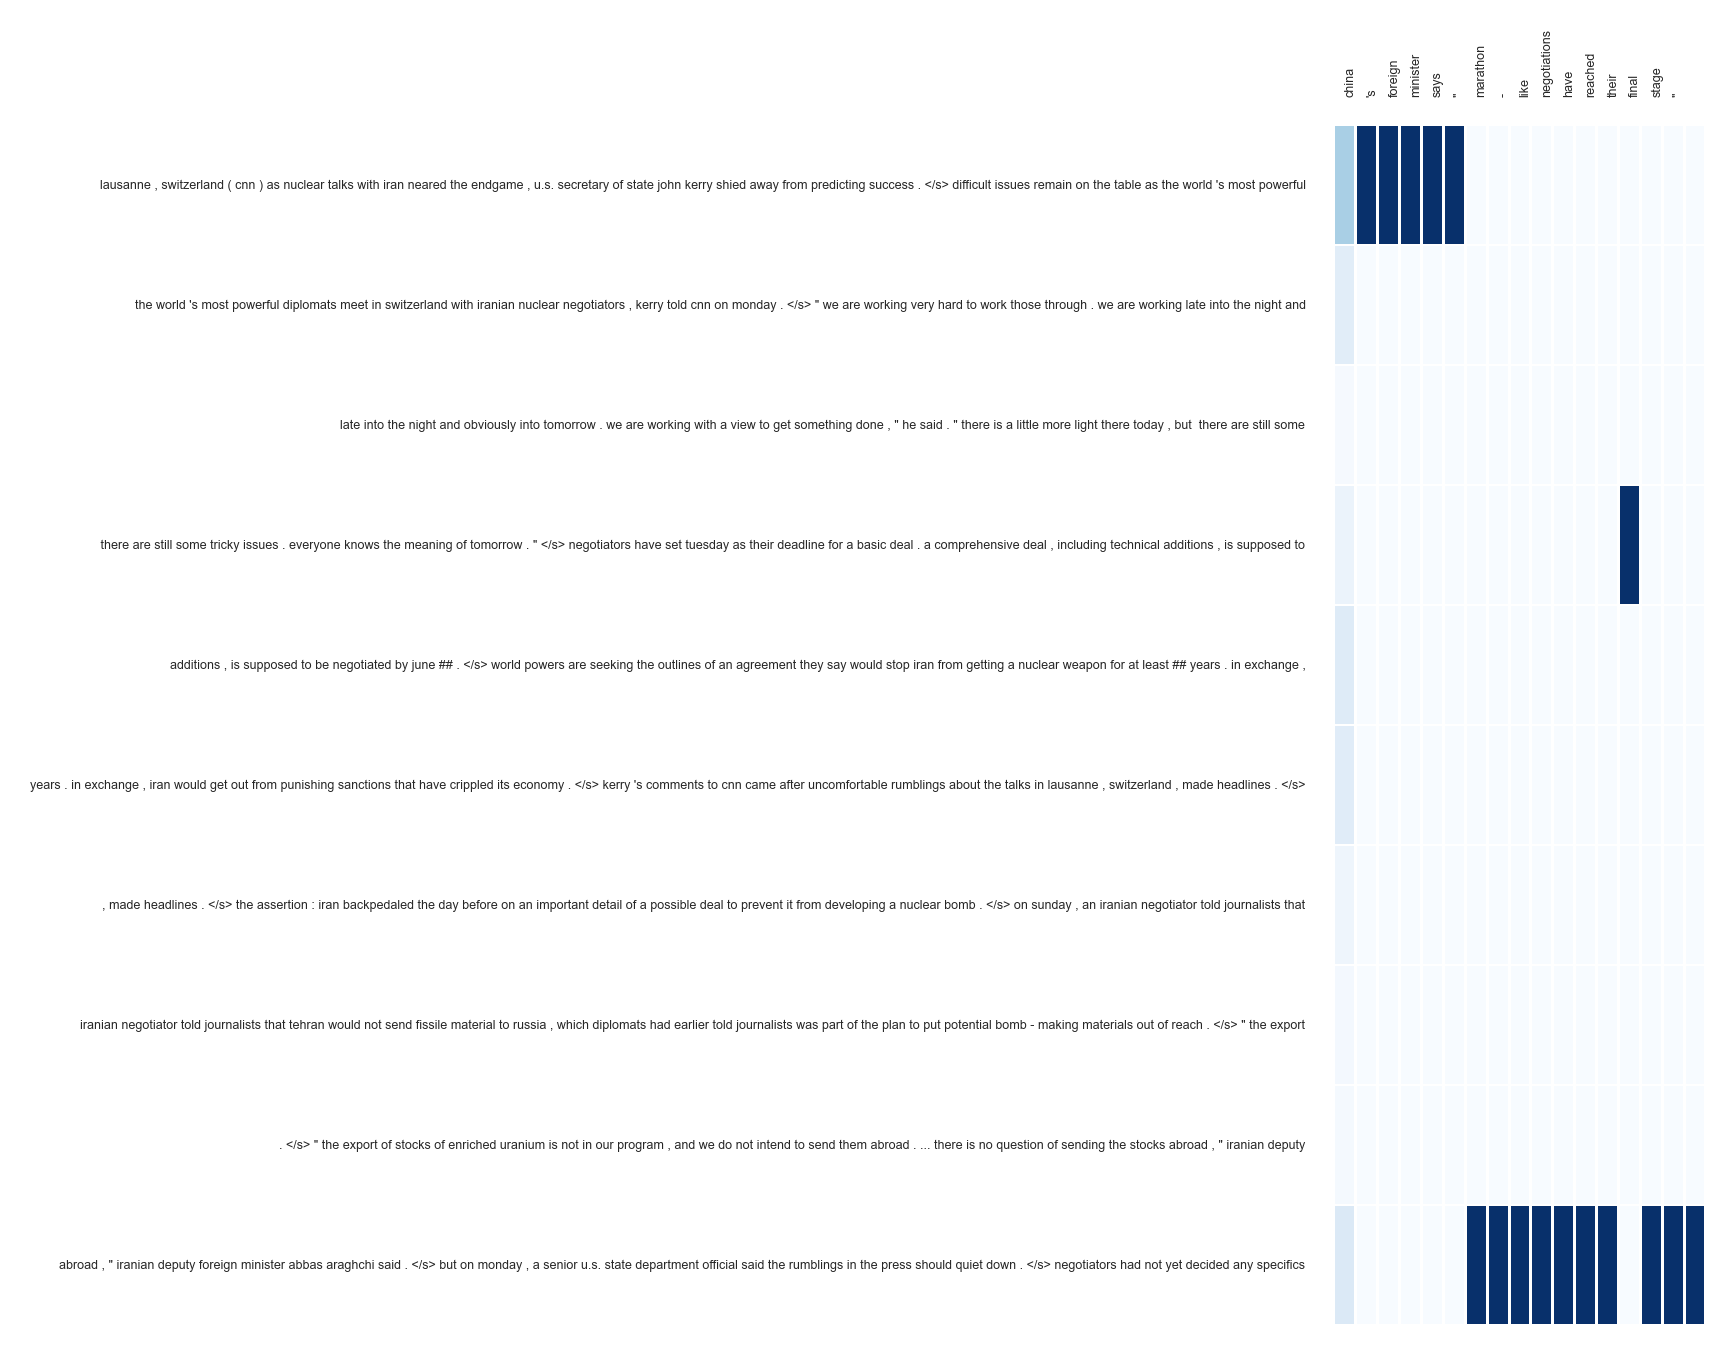 china 's foreign minister says " marathon - like negotiations have reached their final stage "
lausanne , switzerland ( cnn ) as nuclear talks with iran neared the endgame , u.s. secretary of state john kerry shied away from predicting success . </s> difficult issues remain on the table as the world 's most powerful
the world 's most powerful diplomats meet in switzerland with iranian nuclear negotiators , kerry told cnn on monday . </s> " we are working very hard to work those through . we are working late into the night and
late into the night and obviously into tomorrow . we are working with a view to get something done , " he said . " there is a little more light there today , but  there are still some
there are still some tricky issues . everyone knows the meaning of tomorrow . " </s> negotiators have set tuesday as their deadline for a basic deal . a comprehensive deal , including technical additions , is supposed to
additions , is supposed to be negotiated by june ## . </s> world powers are seeking the outlines of an agreement they say would stop iran from getting a nuclear weapon for at least ## years . in exchange ,
years . in exchange , iran would get out from punishing sanctions that have crippled its economy . </s> kerry 's comments to cnn came after uncomfortable rumblings about the talks in lausanne , switzerland , made headlines . </s>
, made headlines . </s> the assertion : iran backpedaled the day before on an important detail of a possible deal to prevent it from developing a nuclear bomb . </s> on sunday , an iranian negotiator told journalists that
iranian negotiator told journalists that tehran would not send fissile material to russia , which diplomats had earlier told journalists was part of the plan to put potential bomb - making materials out of reach . </s> " the export
. </s> " the export of stocks of enriched uranium is not in our program , and we do not intend to send them abroad . ... there is no question of sending the stocks abroad , " iranian deputy
abroad , " iranian deputy foreign minister abbas araghchi said . </s> but on monday , a senior u.s. state department official said the rumblings in the press should quiet down . </s> negotiators had not yet decided any specifics